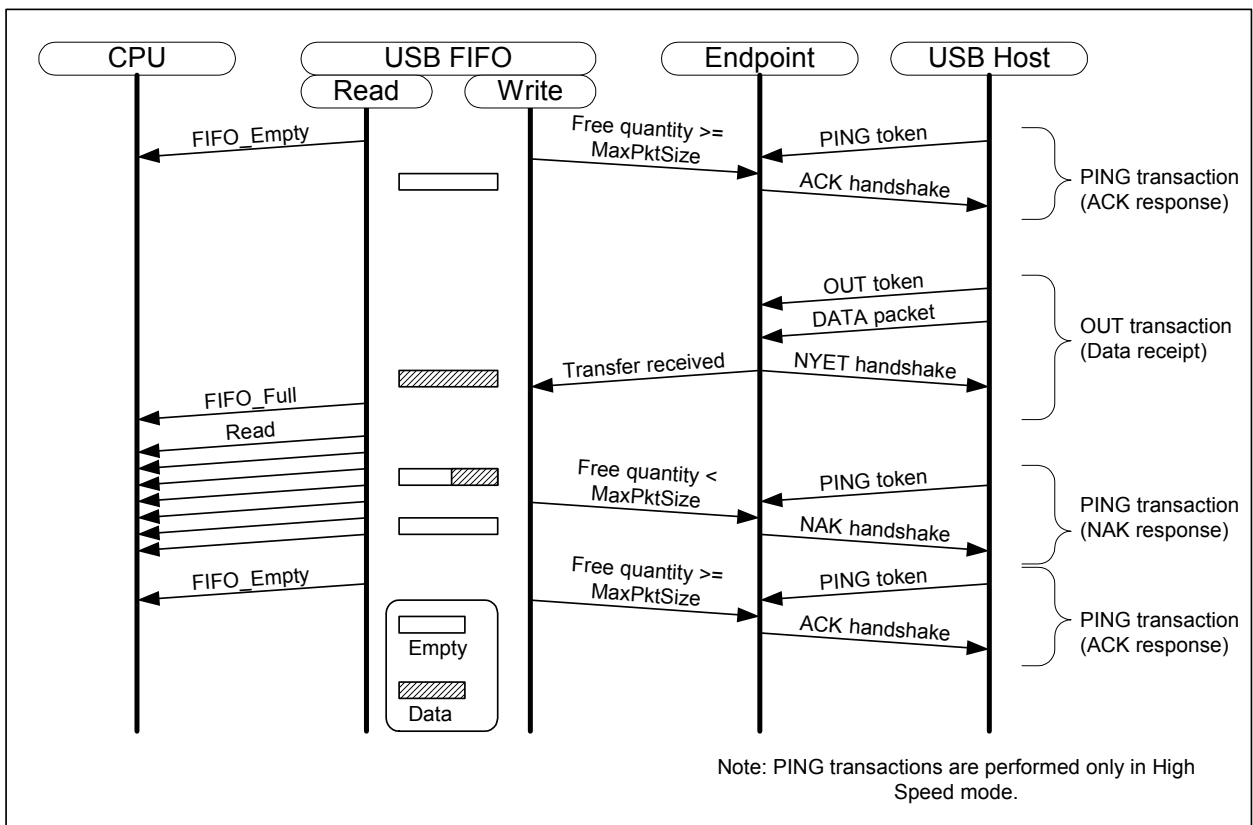 CPU
USB FIFO
Endpoint
USB Host
Read
Write
FIFO_Empty
Free quantity >=
MaxPktSize
PING token
ACK handshake
PING transaction
(ACK response)
OUT token
DATA packet
OUT transaction
(Data receipt)
Transfer received
NYET handshake
FIFO_Full
Read
Free quantity <
MaxPktSize
PING token
NAK handshake
PING transaction
(NAK response)
FIFO_Empty
Free quantity >=
MaxPktSize
PING token
ACK handshake
PING transaction
(ACK response)
Empty
Data
Note: PING transactions are performed only in High
Speed mode.